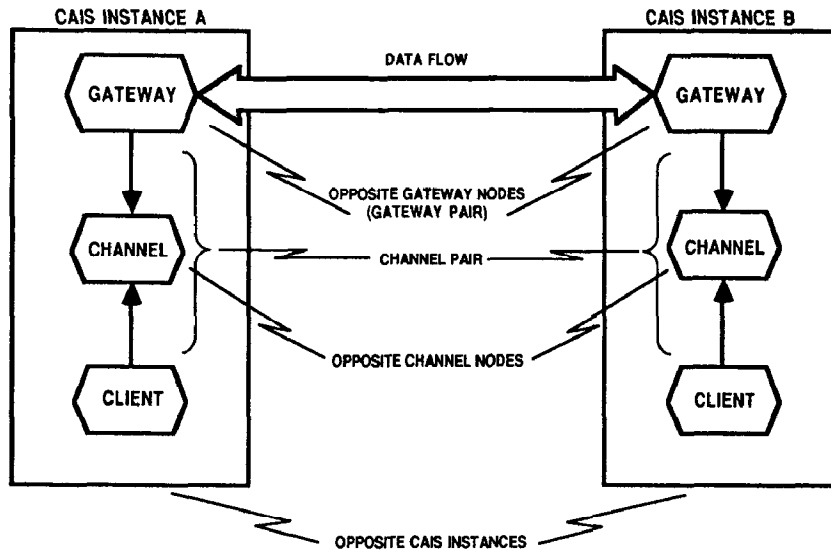 CAIS INSTANCE A
CAIS INSTANCE B
DATA FLOW
GATEWAY
GATEWAY
OPPOSITE GATEWAY NODES
(GATEWAY PAIR)
CHANNEL
CHANNEL PAIR
CHANNEL
OPPOSITE CHANNEL NODES
CLIENT
CLIENT
OPPOSITE CAIS INSTANCES